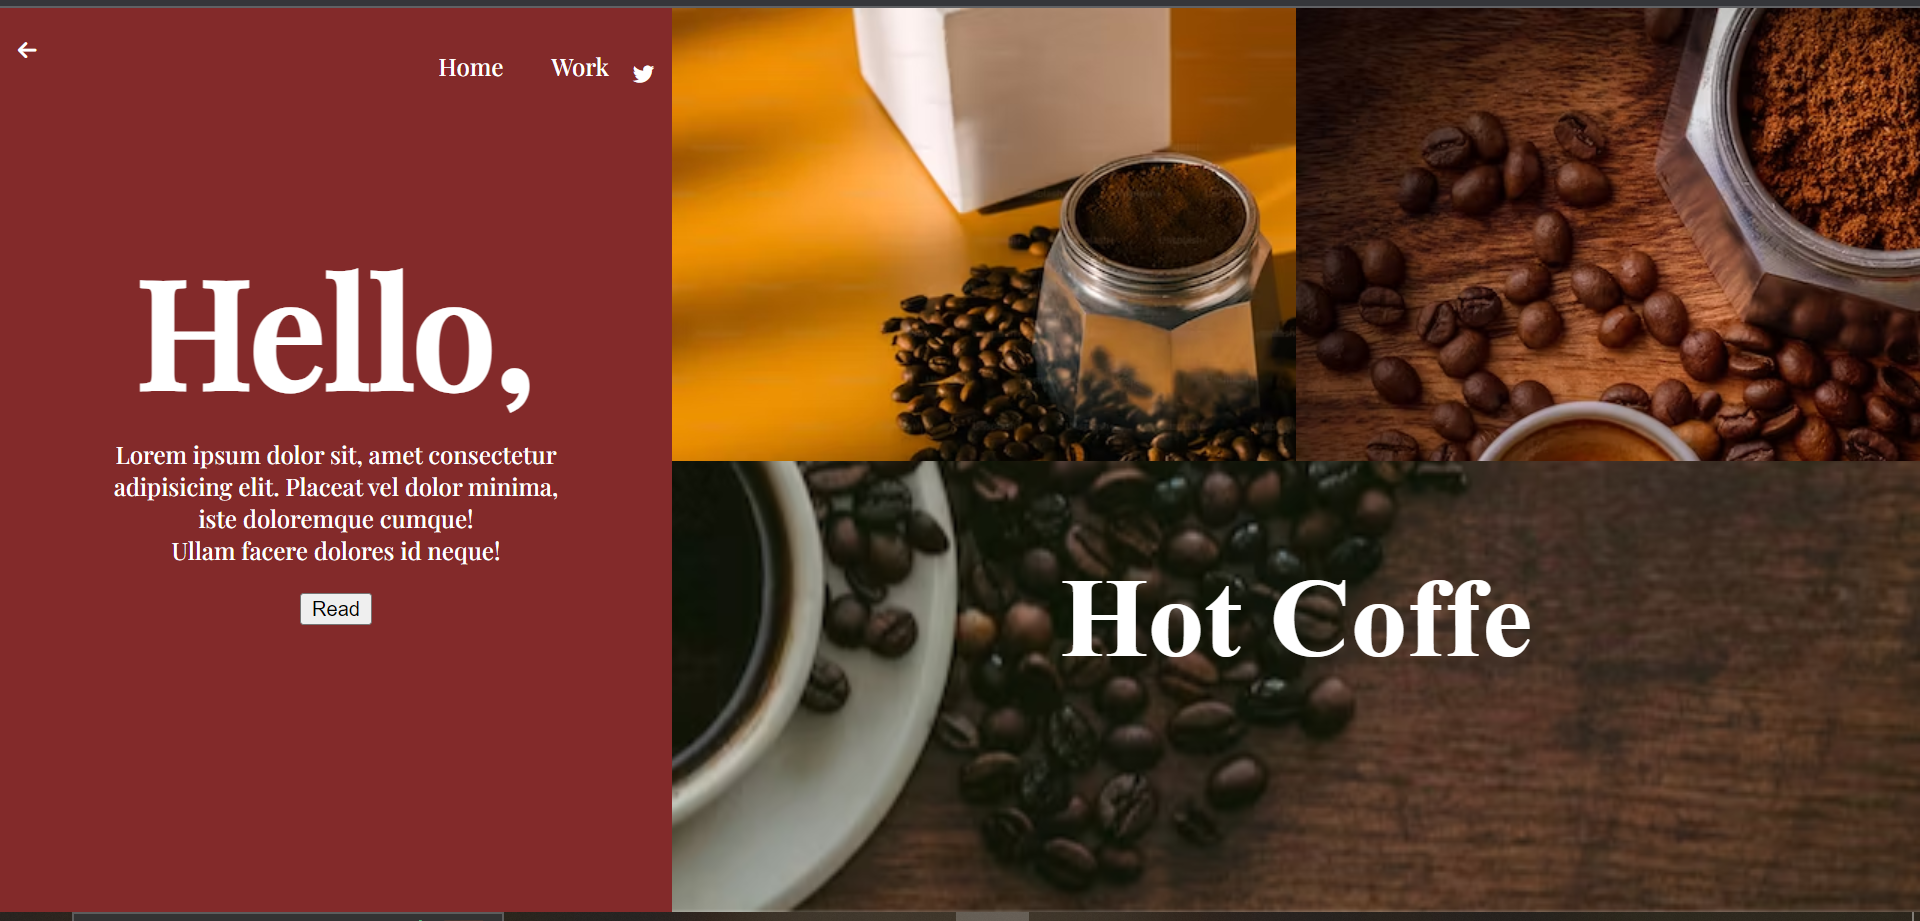 Home Work
Hello,
Lorem ipsum dolor sit, amet consectetur
adipisicing elit. Placeat vel dolor minima,
iste doloremque cumque!
Ullam facere dolores id neque!
Read
Hot Coffe